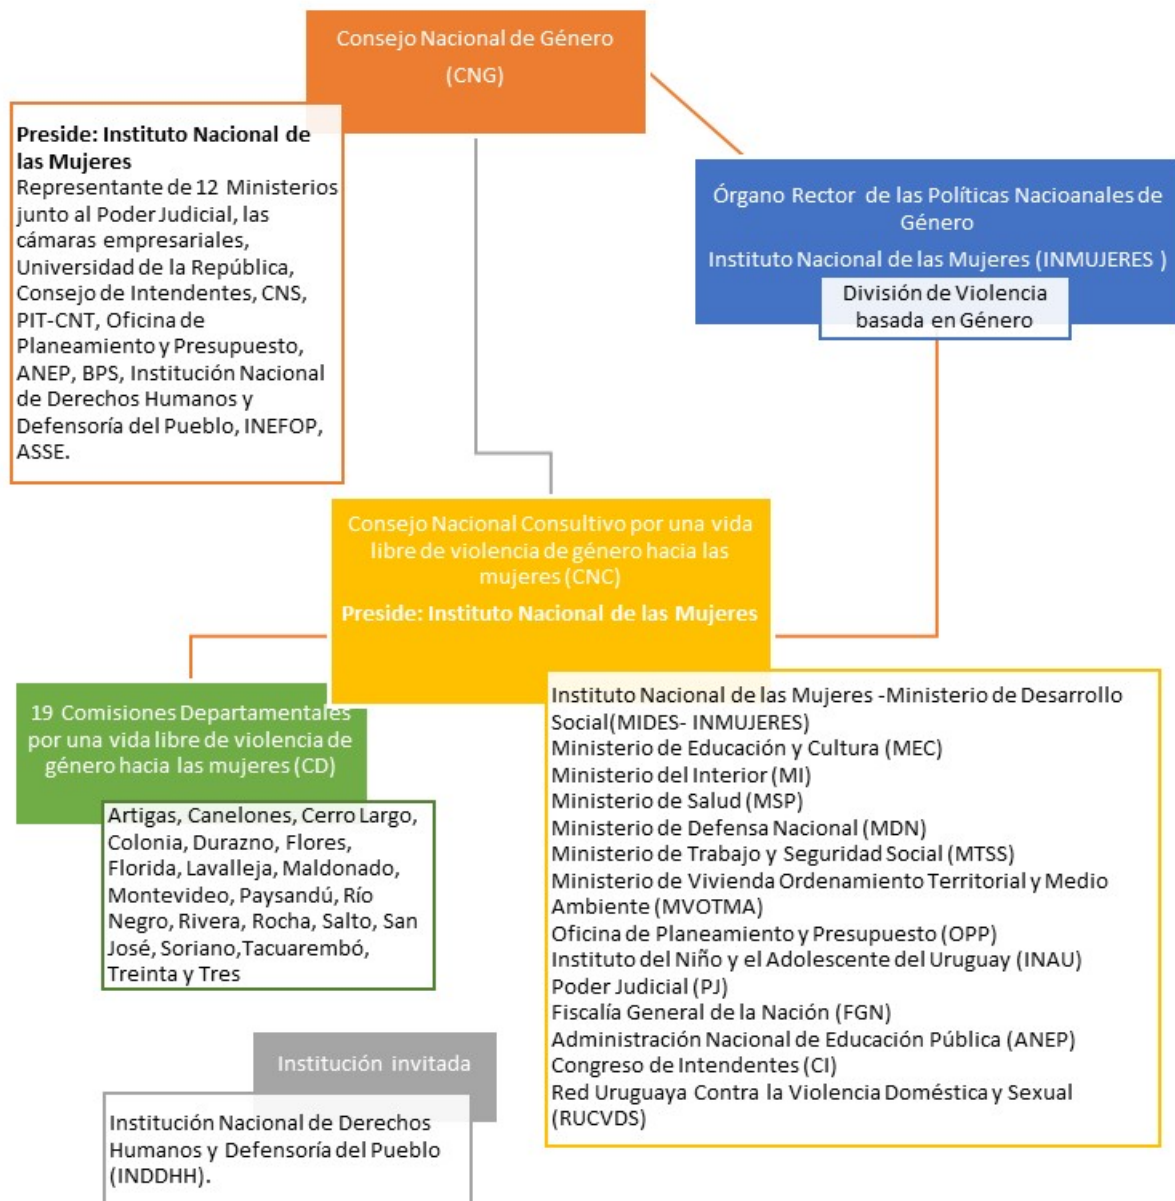 Consejo Nacional de Género
(CNG)
Preside: Instituto Nacional de
las Mujeres
Representante de 12 Ministerios
junto al Poder Judicial, las
cámaras empresariales,
Universidad de la República,
Consejo de Intendentes, CNS,
PIT-CNT, Oficina de
Planeamiento y Presupuesto,
ANEP, BPS, Institución Nacional
de Derechos Humanos y
Defensoría del Pueblo, INEFOP,
ASSE.
Órgano Rector de las Políticas Nacioanales de
Género
Instituto Nacional de las Mujeres (INMUJERES )
División de Violencia
basada en Género
Consejo Nacional Consultivo por una vida
libre de violencia de género hacia las
mujeres (CNC)
Preside: Instituto Nacional de las Mujeres
19 Comisiones Departamentales
por una vida libre de violencia de
género hacia las mujeres (CD)
Artigas, Canelones, Cerro Largo,
Colonia, Durazno, Flores,
Florida, Lavalleja, Maldonado,
Montevideo, Paysandú, Río
Negro, Rivera, Rocha, Salto, San
José, Soriano,Tacuarembó,
Treinta y Tres
Instituto Nacional de las Mujeres -Ministerio de Desarrollo
Social(MIDES- INMUJERES)
Ministerio de Educación y Cultura (MEC)
Ministerio del Interior (MI)
Ministerio de Salud (MSP)
Ministerio de Defensa Nacional (MDN)
Ministerio de Trabajo y Seguridad Social (MTSS)
Ministerio de Vivienda Ordenamiento Territorial y Medio
Ambiente (MVOTMA)
Oficina de Planeamiento y Presupuesto (OPP)
Instituto del Niño y el Adolescente del Uruguay (INAU)
Poder Judicial (PJ)
Fiscalía General de la Nación (FGN)
Administración Nacional de Educación Pública (ANEP)
Congreso de Intendentes (CI)
Red Uruguaya Contra la Violencia Doméstica y Sexual
(RUCVDS)
Institución invitada
Institución Nacional de Derechos
Humanos y Defensoría del Pueblo
(INDDHH).